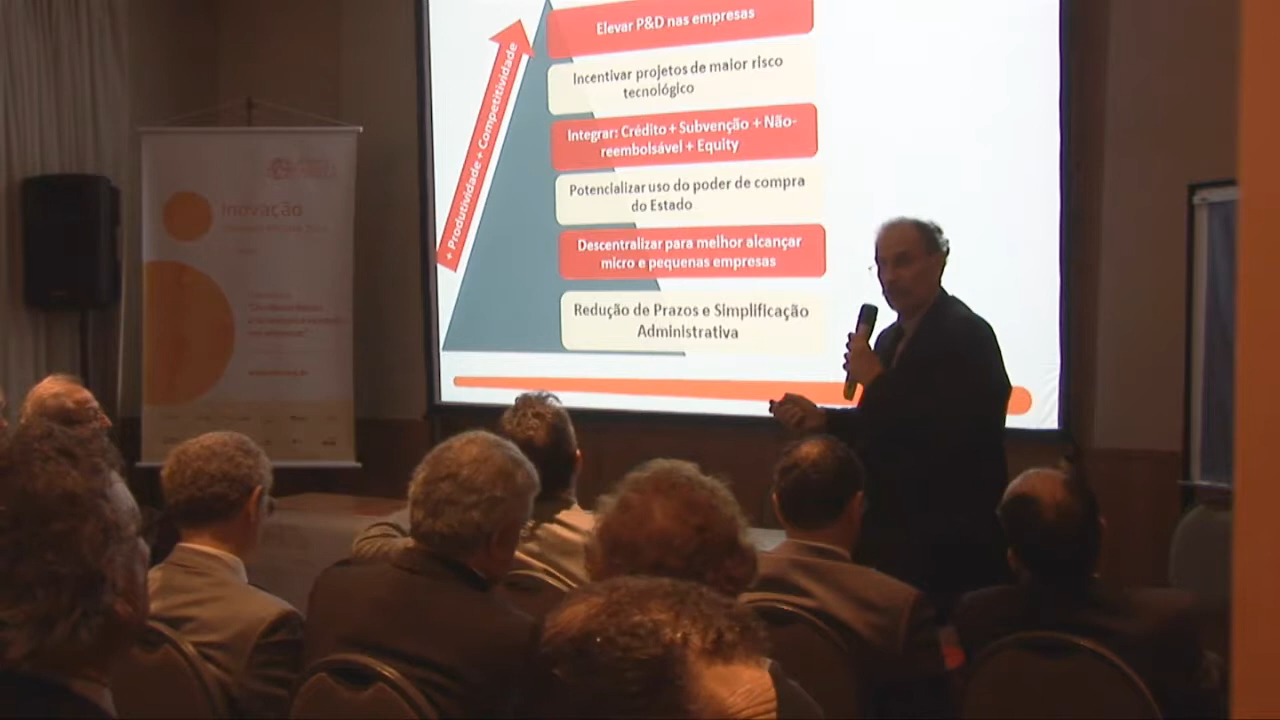 Elevar P&D nas empresas
Incentivar projetos de maior risco
tecnológico
Integrar: Crédito + Subvenção + Não-
reembolsável + Equity
Potencializar uso do poder de compra
do Estado
Descentralizar para melhor alcançar
micro e pequenas empresas
Redução de Prazos e Simplificação
Administrativa
+ Produtividade + Competitividade
Inovação